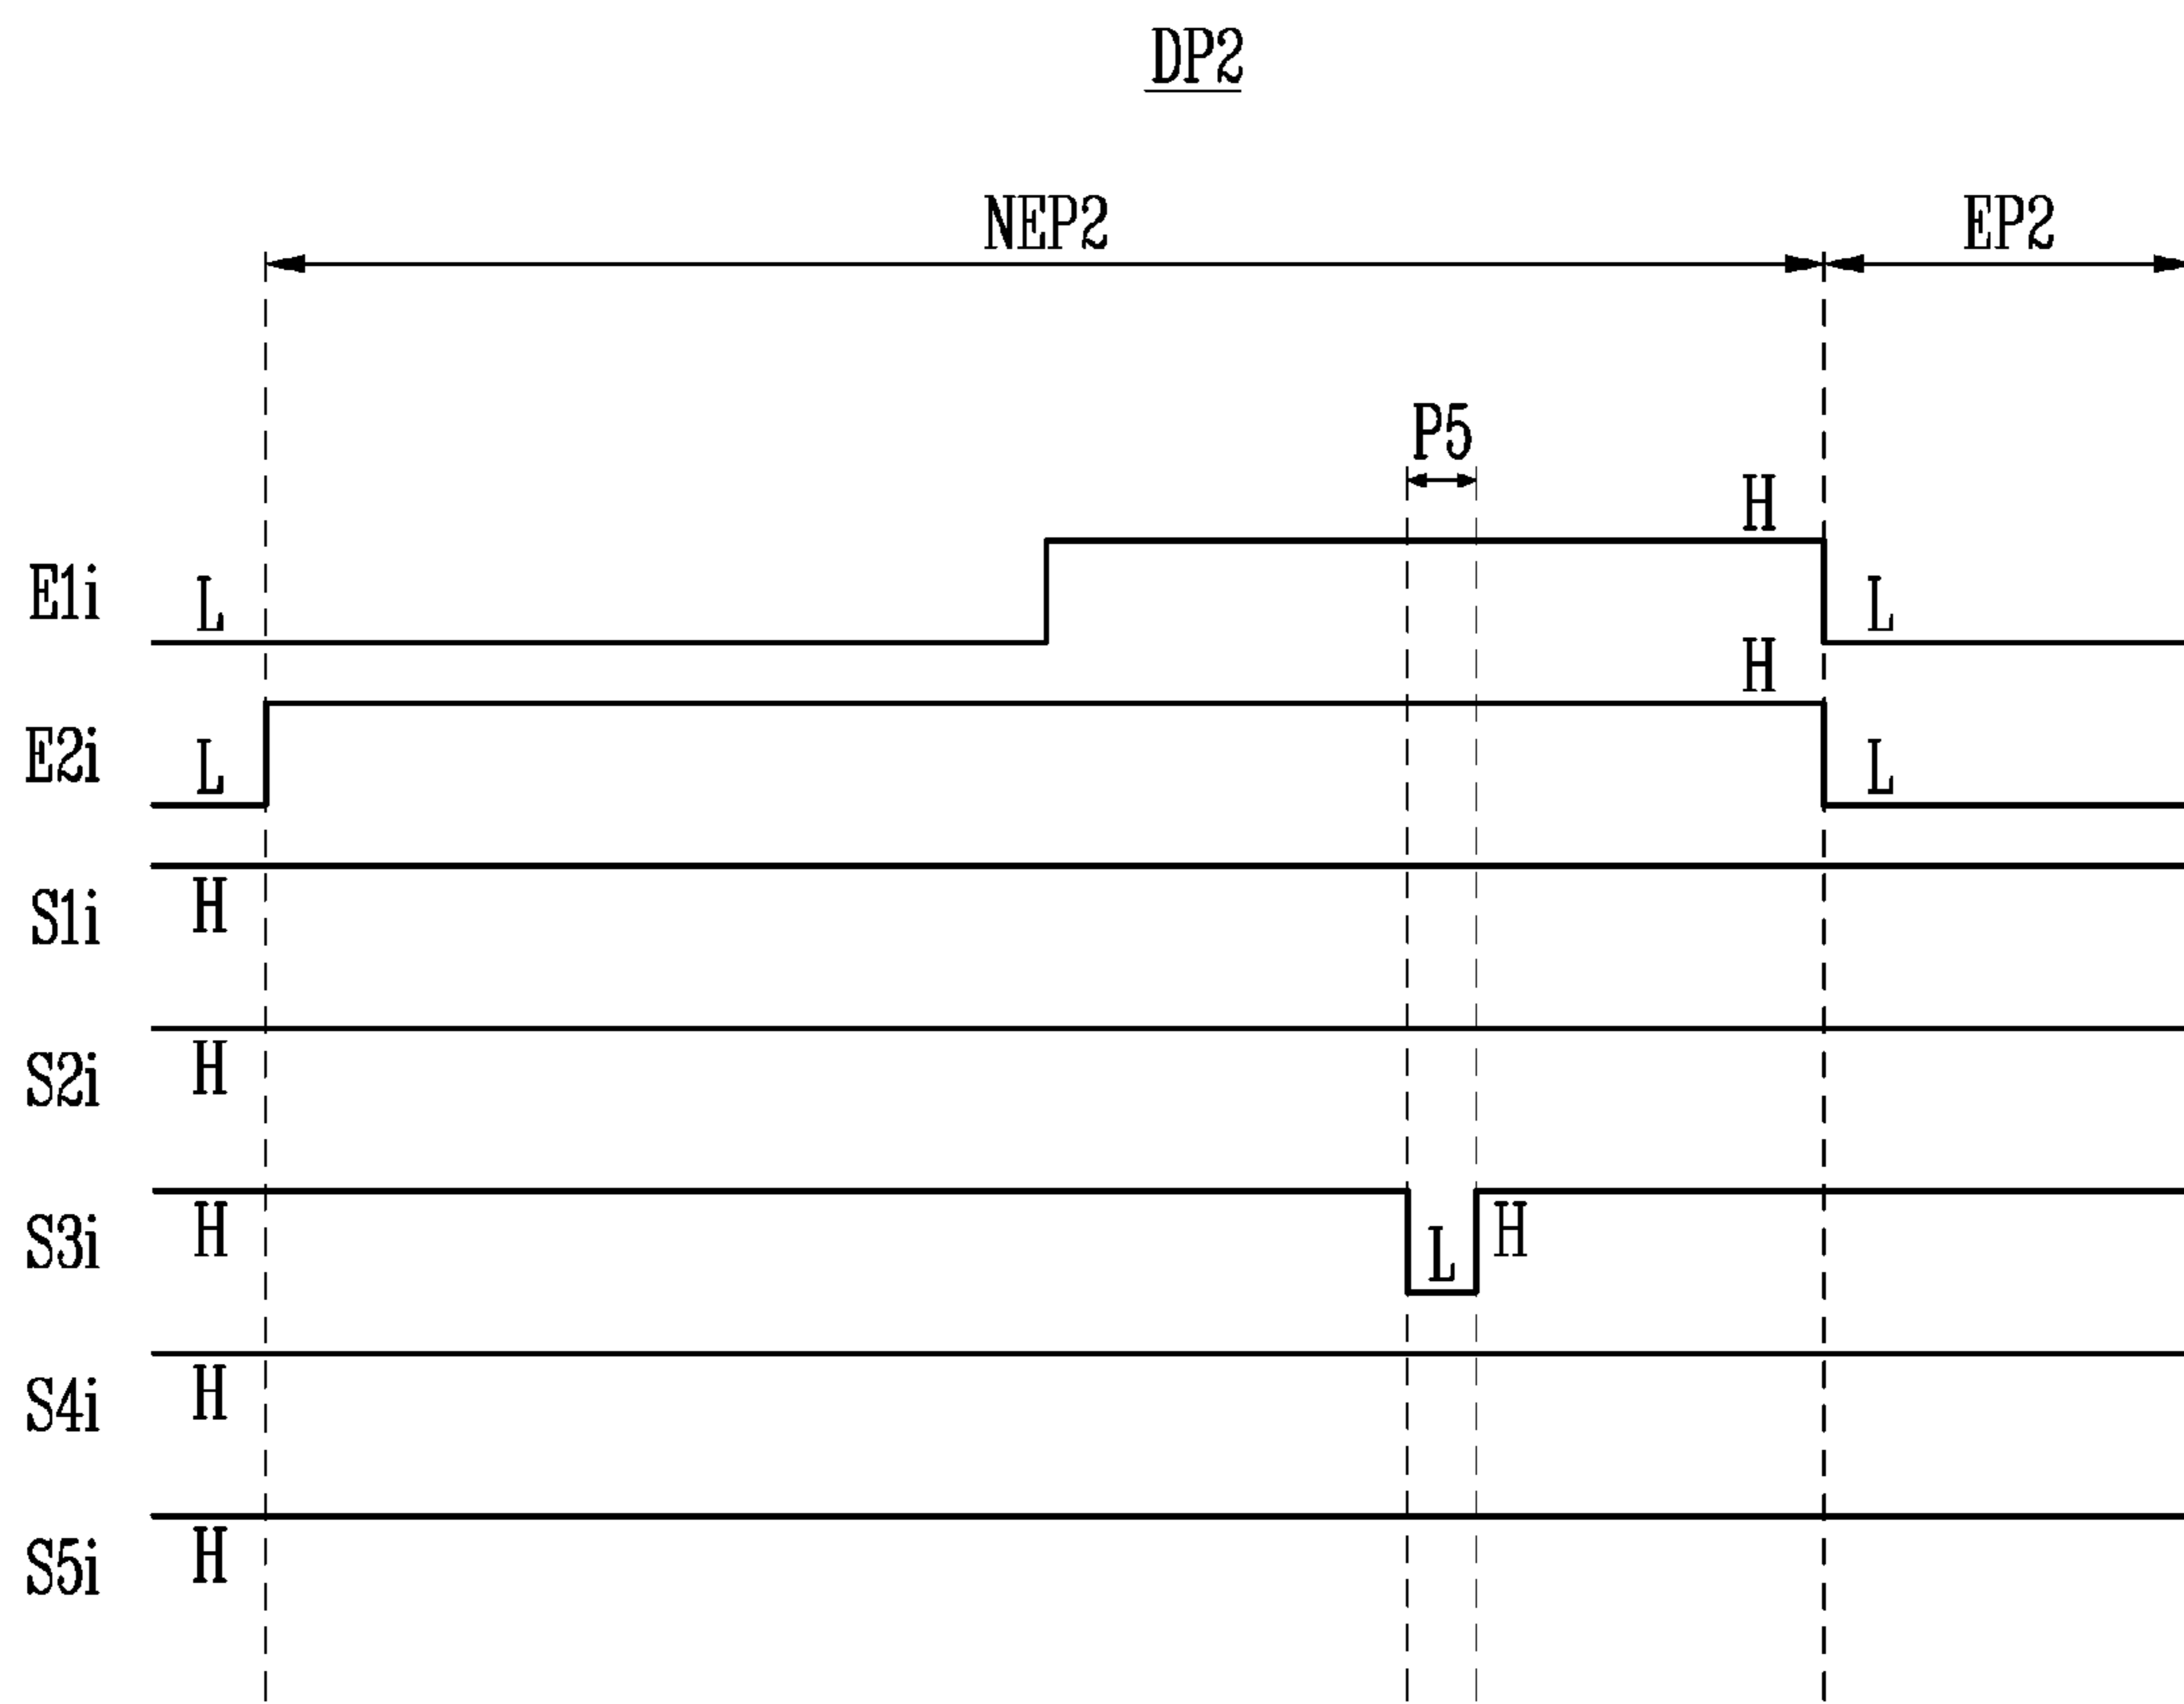 DP2
NEP2 EP2
P5
H
E1i L L
H
E2i L L
S1i H
S2i H
S3i H L H
S4i H
S5i H